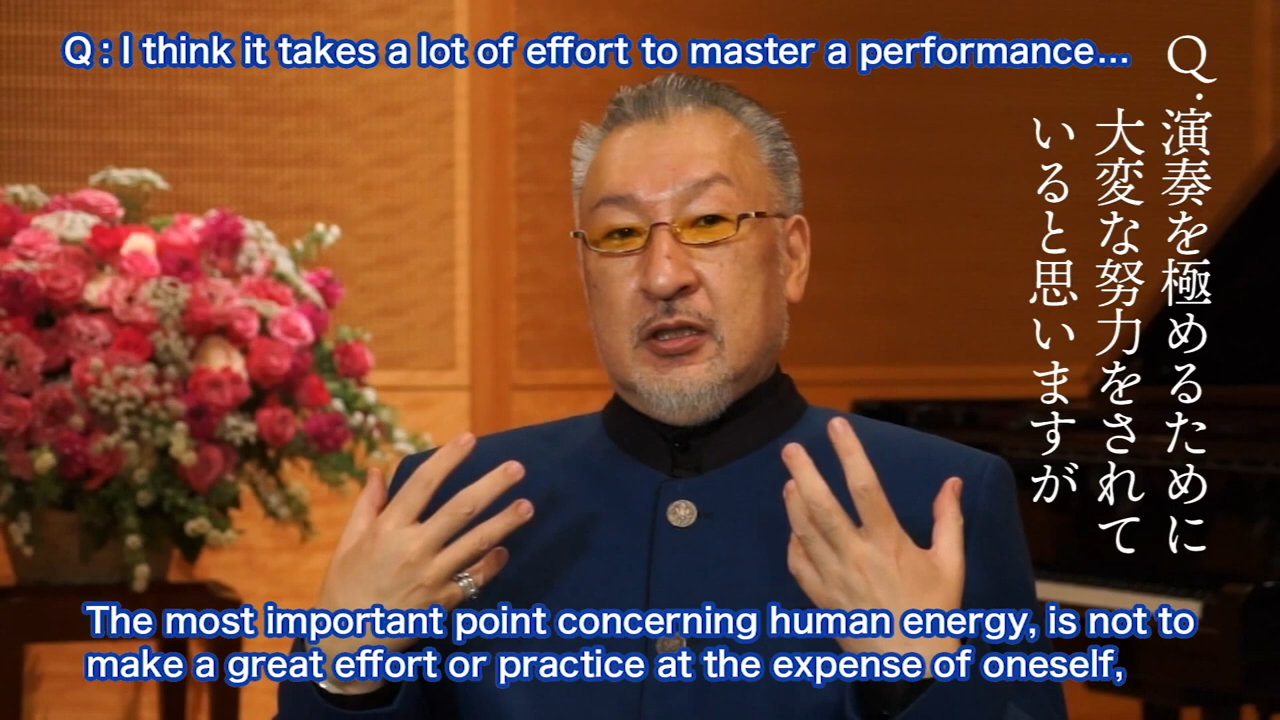 Q : I think it takes a lot of effort to master a performance...
Q.演奏を極めるために
大変な努力をされて
いると思いますが
The most important point concerning human energy, is not to
make a great effort or practice at the expense of oneself,